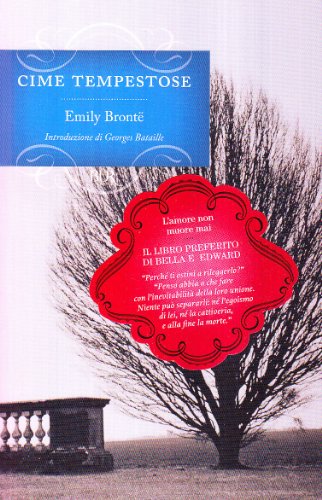 CIME TEMPESTOSE
Emily Brontë
Introduzione di Georges Bataille
L'amore non
muore mai
IL LIBRO PREFERITO
DI BELLA E EDWARD
"Perché ti ostini a rileggerlo?"
"Penso abbia a che fare
con l'inevitabilità della loro unione.
Niente può separarli: né l'egoismo
di lei, né la cattiveria,
e alla fine la morte."